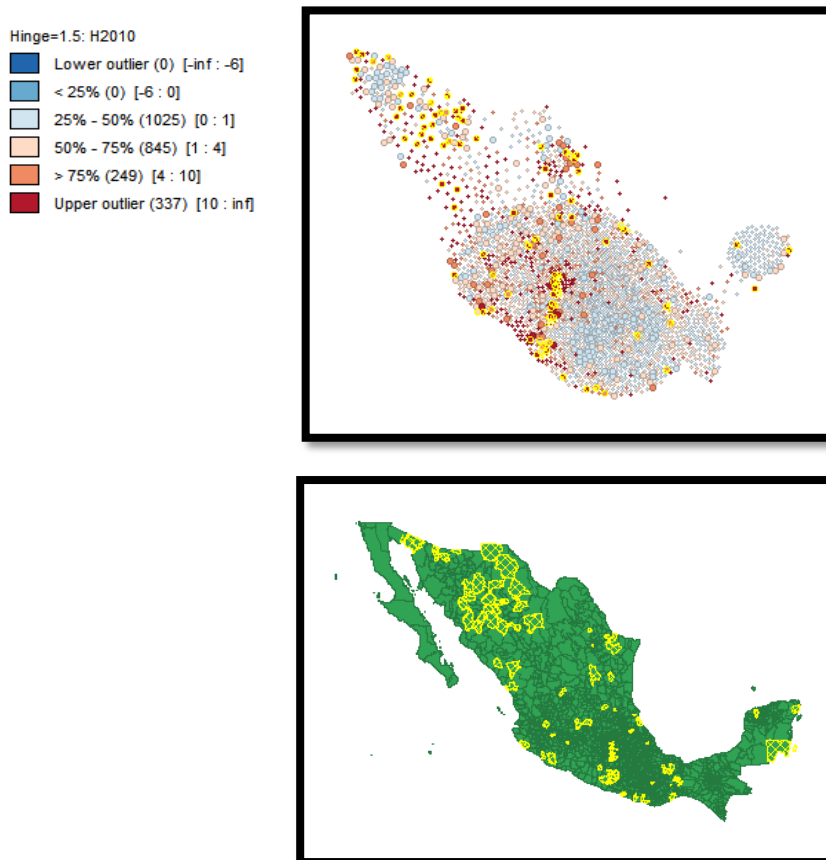 Hinge=1.5: H2010
Lower outlier (0) [-inf : -6]
< 25% (0) [-6 : 0]
25% - 50% (1025) [0 : 1]
50% - 75% (845) [1 : 4]
> 75% (249) [4 : 10]
Upper outlier (337) [10 : inf]